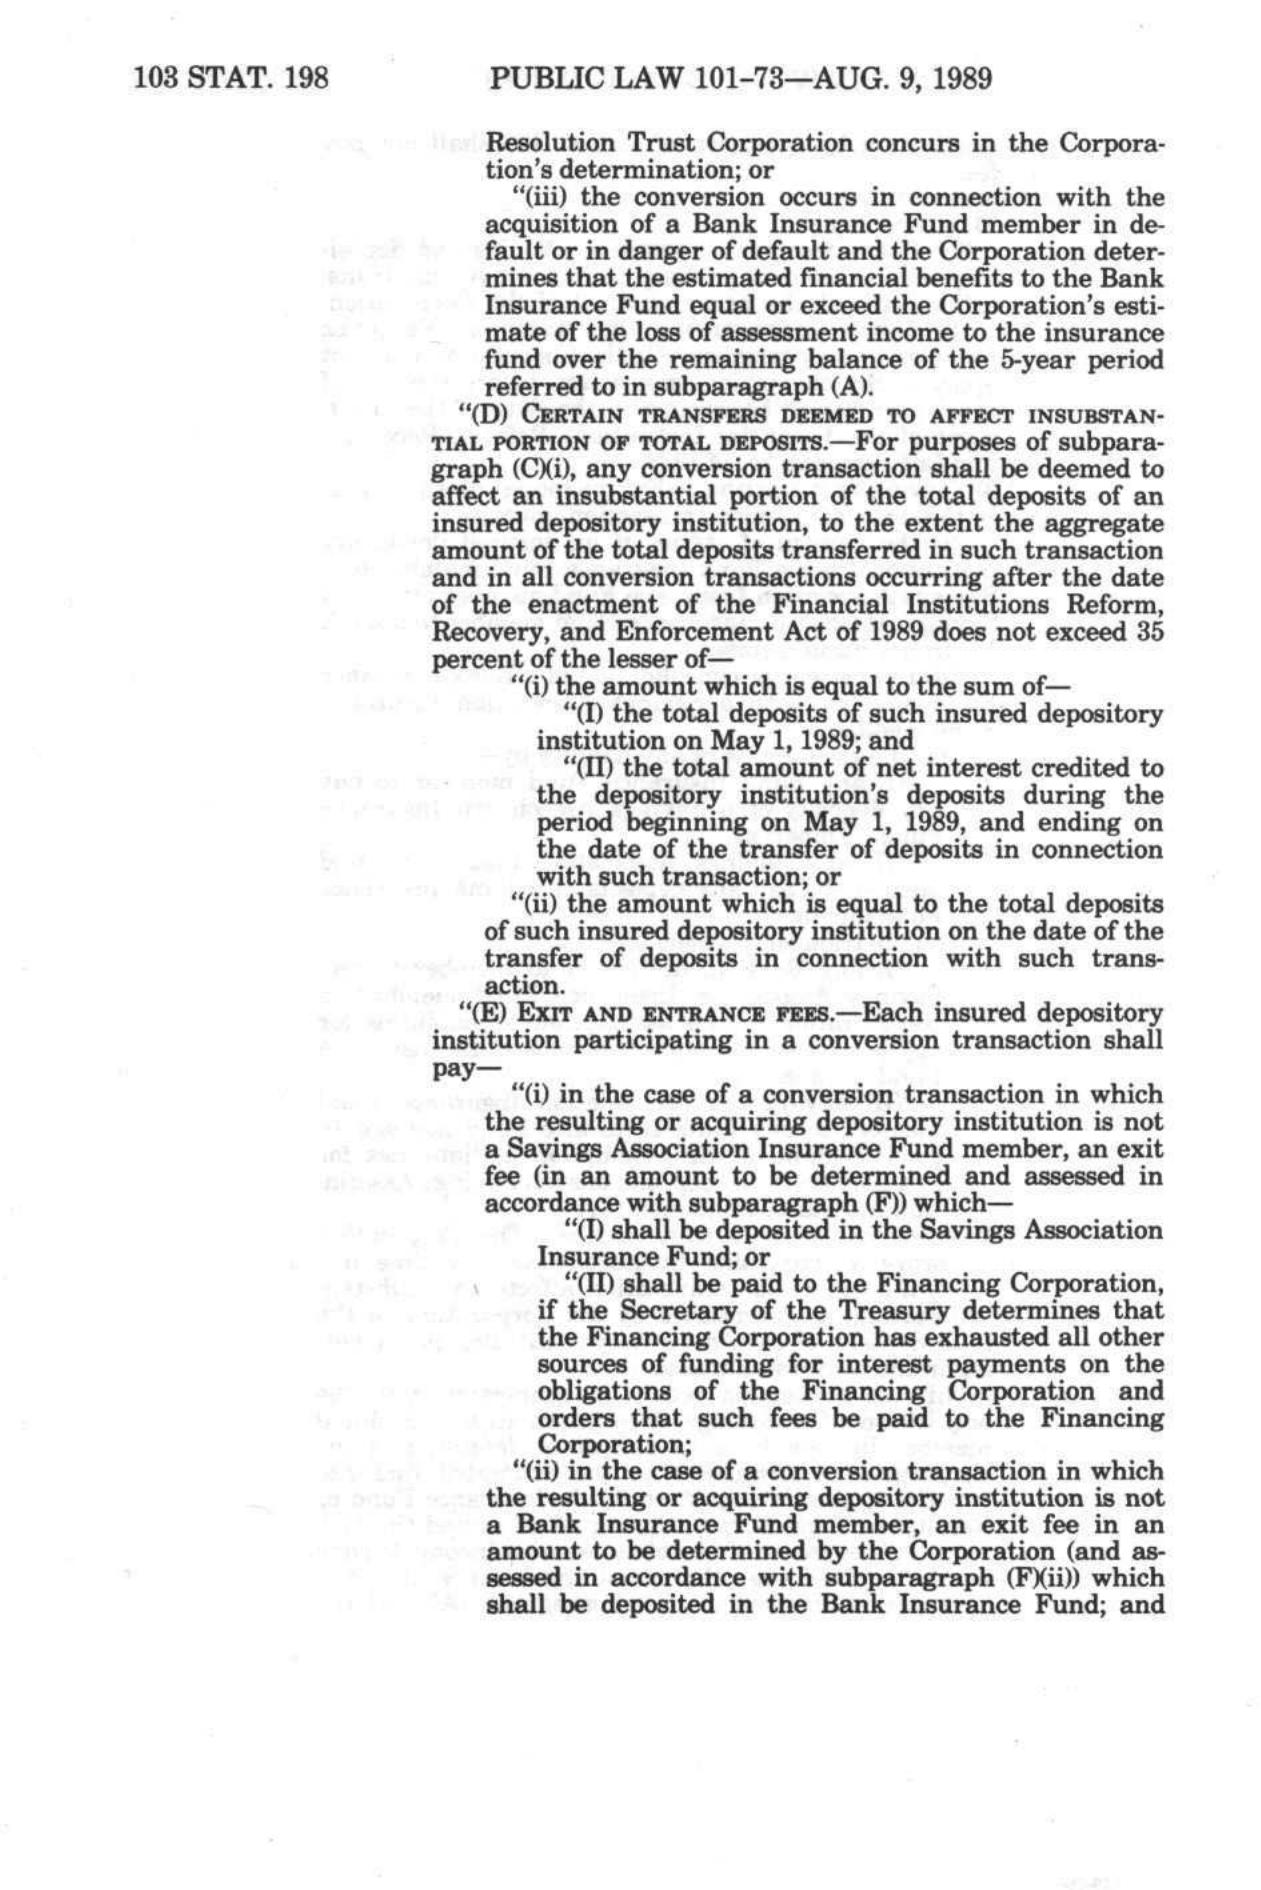 103 STAT. 198 PUBLIC LAW 101-73—AUG. 9, 1989
Resolution Trust Corporation concurs in the Corpora-
tion's determination; or
"(iii) the conversion occurs in connection with the
acquisition of a Bank Insurance Fund member in de-
fault or in danger of default and the Corporation deter-
mines that the estimated financial benefits to the Bank
Insurance Fund equal or exceed the Corporation's esti-
mate of the loss of assessment income to the insurance
fund over the remaining balance of the 5-year period
referred to in subparagraph (A).
"(D) CERTAIN TRANSFERS DEEMED TO AFFECT INSUBSTAN-
TIAL PORTION OF TOTAL DEPOSITS.—For purposes of subpara-
graph (C)(i), any conversion transaction shall be deemed to
affect an insubstantial portion of the total deposits of an
insured depository institution, to the extent the aggregate
amount of the total deposits transferred in such transaction
and in all conversion transactions occurring after the date
of the enactment of the Financial Institutions Reform,
Recovery, and Enforcement Act of 1989 does not exceed 35
percent of the lesser of—
"(i) the amount which is equal to the sum of—
"(I) the total deposits of such insured depository
institution on May 1, 1989; and
"(II) the total amount of net interest credited to
the depository institution's deposits during the
period beginning on May 1, 1989, and ending on
the date of the transfer of deposits in connection
with such transaction; or
"(ii) the amount which is equal to the total deposits
of such insured depository institution on the date of the
transfer of deposits in connection with such trans-
action.
"(E) EXIT AND ENTRANCE FEES.—Each insured depository
institution participating in a conversion transaction shall
pay—
"(i) in the case of a conversion transaction in which
the resulting or acquiring depository institution is not
a Savings Association Insurance Fund member, an exit
fee (in an amount to be determined and assessed in
accordance with subparagraph (F)) which—
"(I) shall be deposited in the Savings Association
Insurance Fund; or
"(II) shall be paid to the Financing Corporation,
if the Secretary of the Treasury determines that
the Financing Corporation has exhausted all other
sources of funding for interest payments on the
obligations of the Financing Corporation and
orders that such fees be paid to the Financing
Corporation;
"(ii) in the case of a conversion transaction in which
the resulting or acquiring depository institution is not
a Bank Insurance Fund member, an exit fee in an
amount to be determined by the Corporation (and as-
sessed in accordance with subparagraph (F)(ii)) which
shall be deposited in the Bank Insurance Fund; and